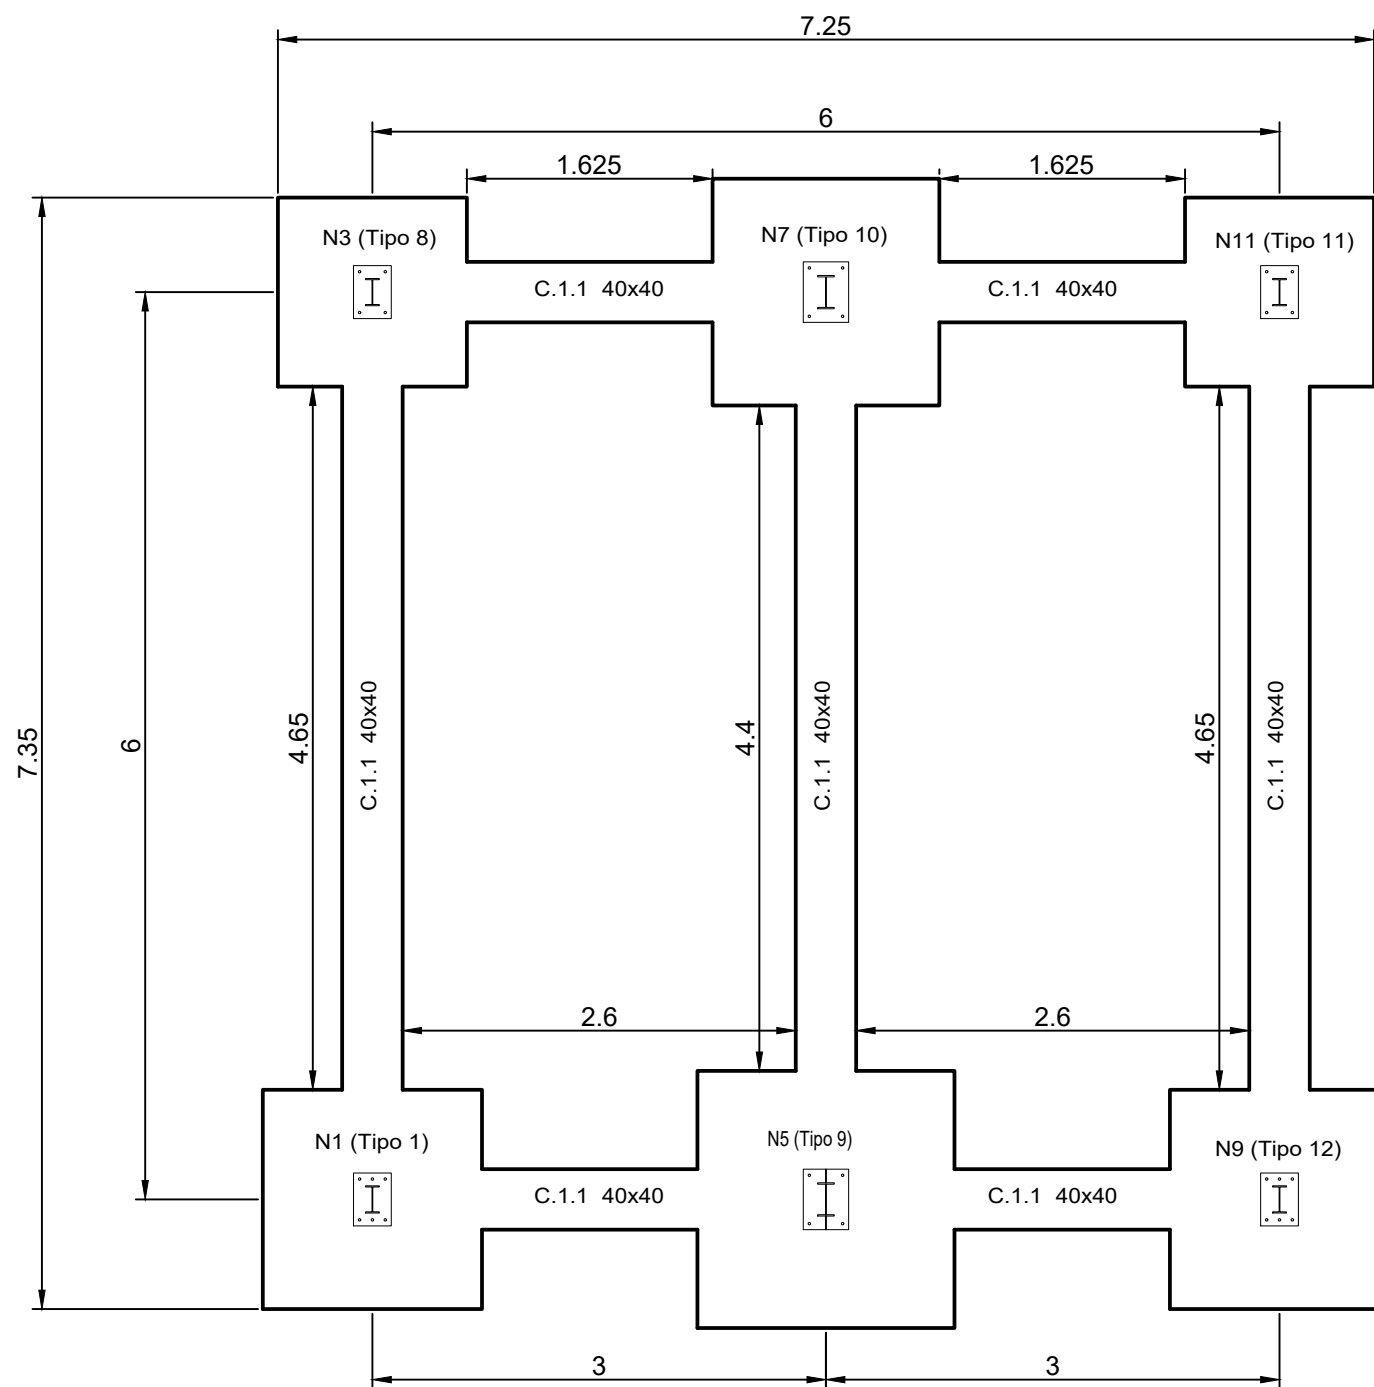 7.25
6
1.625
1.625
N3 (Tipo 8)
N7 (Tipo 10)
N11 (Tipo 11)
C.1.1 40x40
C.1.1 40x40
7.35
6
4.65
C.1.1 40x40
4.4
C.1.1 40x40
4.65
C.1.1 40x40
2.6
2.6
N1 (Tipo 1)
N5 (Tipo 9)
N9 (Tipo 12)
C.1.1 40x40
C.1.1 40x40
3
3